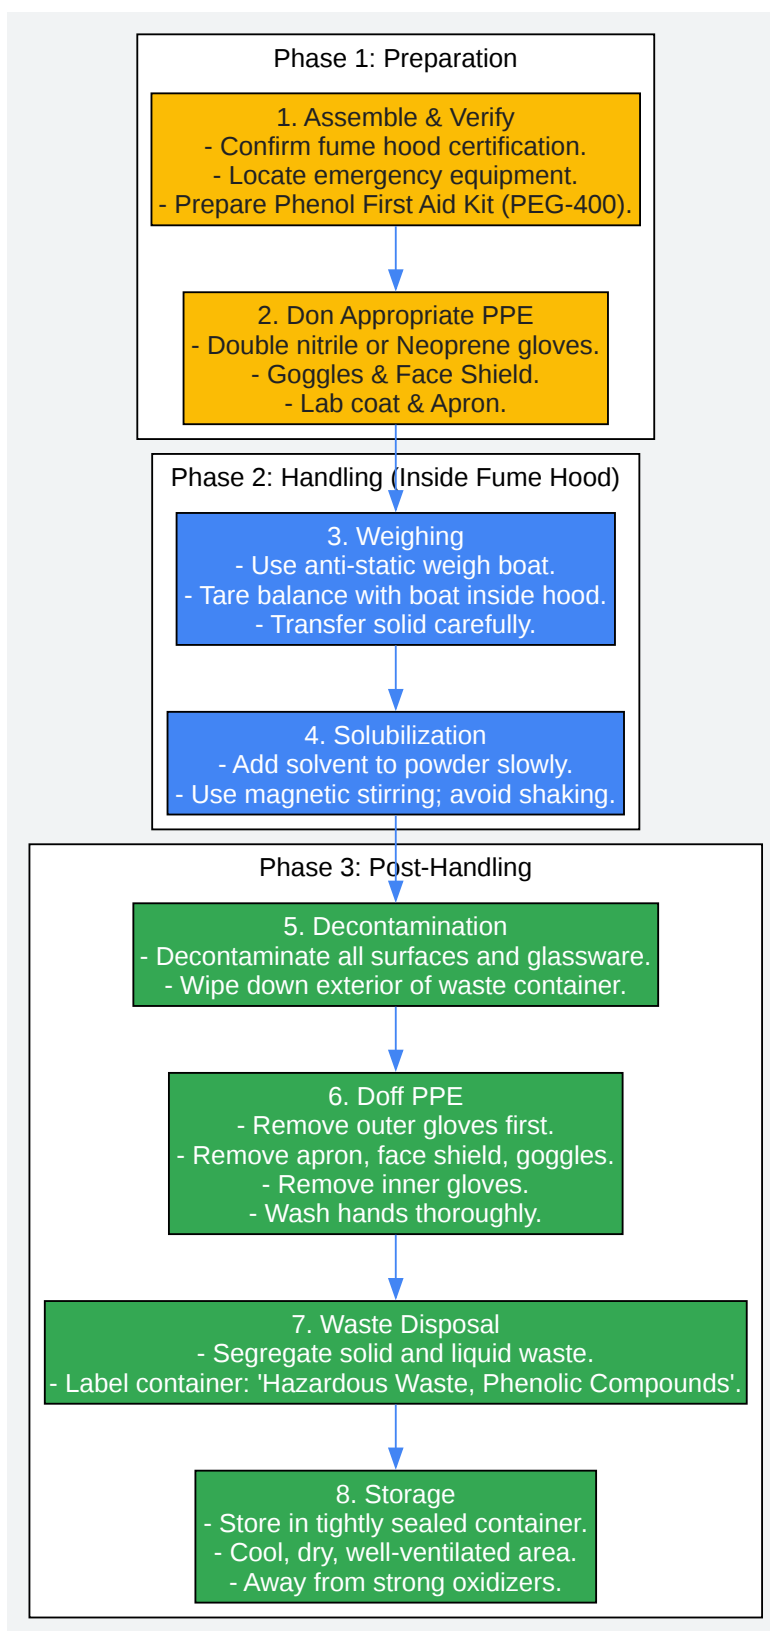 Phase 1: Preparation
1. Assemble & Verify
- Confirm fume hood certification.
- Locate emergency equipment.
- Prepare Phenol First Aid Kit (PEG-400).
2. Don Appropriate PPE
- Double nitrile or Neoprene gloves.
- Goggles & Face Shield.
- Lab coat & Apron.
Phase 2: Handling (Inside Fume Hood)
3. Weighing
- Use anti-static weigh boat.
- Tare balance with boat inside hood.
- Transfer solid carefully.
4. Solubilization
- Add solvent to powder slowly.
- Use magnetic stirring; avoid shaking.
Phase 3: Post-Handling
5. Decontamination
- Decontaminate all surfaces and glassware.
- Wipe down exterior of waste container.
6. Doff PPE
- Remove outer gloves first.
- Remove apron, face shield, goggles.
- Remove inner gloves.
- Wash hands thoroughly.
7. Waste Disposal
- Segregate solid and liquid waste.
- Label container: 'Hazardous Waste, Phenolic Compounds'.
8. Storage
- Store in tightly sealed container.
- Cool, dry, well-ventilated area.
- Away from strong oxidizers.